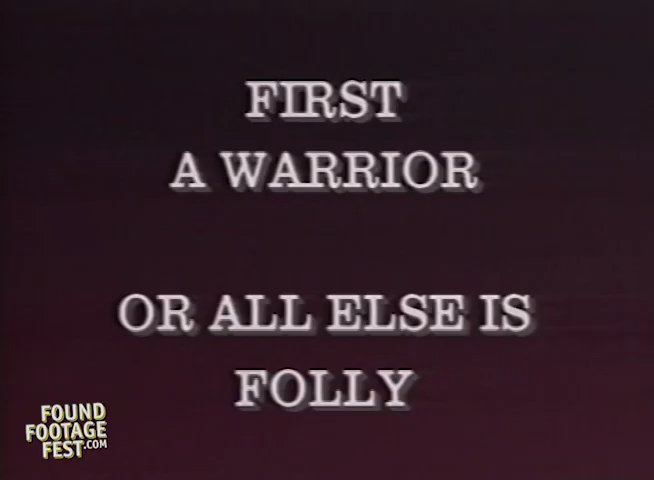 FIRST
A WARRIOR
OR ALL ELSE IS
FOLLY
FOUND
FOOTAGE
FEST.COM